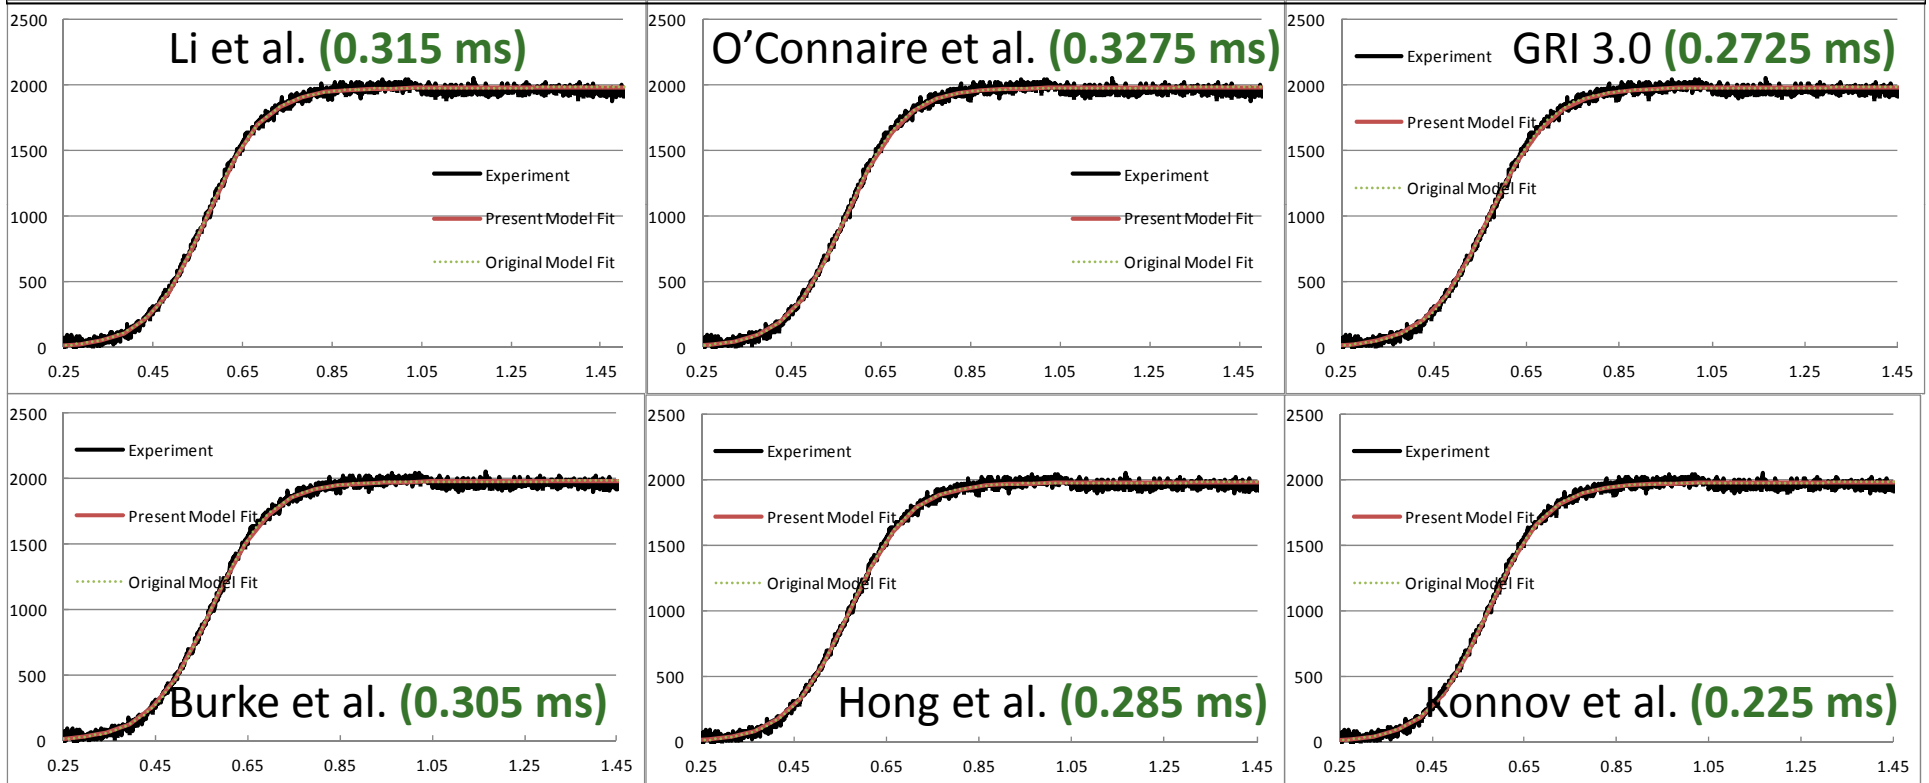 Li et al. (0.315 ms)
2500
2000
1500
1000
500
0
Experiment
Present Model Fit
Original Model Fit
0.25 0.45 0.65 0.85 1.05 1.25 1.45
O’Connaire et al. (0.3275 ms)
2500
2000
1500
1000
500
0
Experiment
Present Model Fit
Original Model Fit
0.25 0.45 0.65 0.85 1.05 1.25 1.45
GRI 3.0 (0.2725 ms)
2500
2000
1500
1000
500
0
Experiment
Present Model Fit
Original Model Fit
0.25 0.45 0.65 0.85 1.05 1.25 1.45
2500
2000
1500
1000
500
0
Experiment
Present Model Fit
Original Model Fit
Burke et al. (0.305 ms)
0.25 0.45 0.65 0.85 1.05 1.25 1.45
2500
2000
1500
1000
500
0
Experiment
Present Model Fit
Original Model Fit
Hong et al. (0.285 ms)
0.25 0.45 0.65 0.85 1.05 1.25 1.45
2500
2000
1500
1000
500
0
Experiment
Present Model Fit
Original Model Fit
Konnov et al. (0.225 ms)
0.25 0.45 0.65 0.85 1.05 1.25 1.45